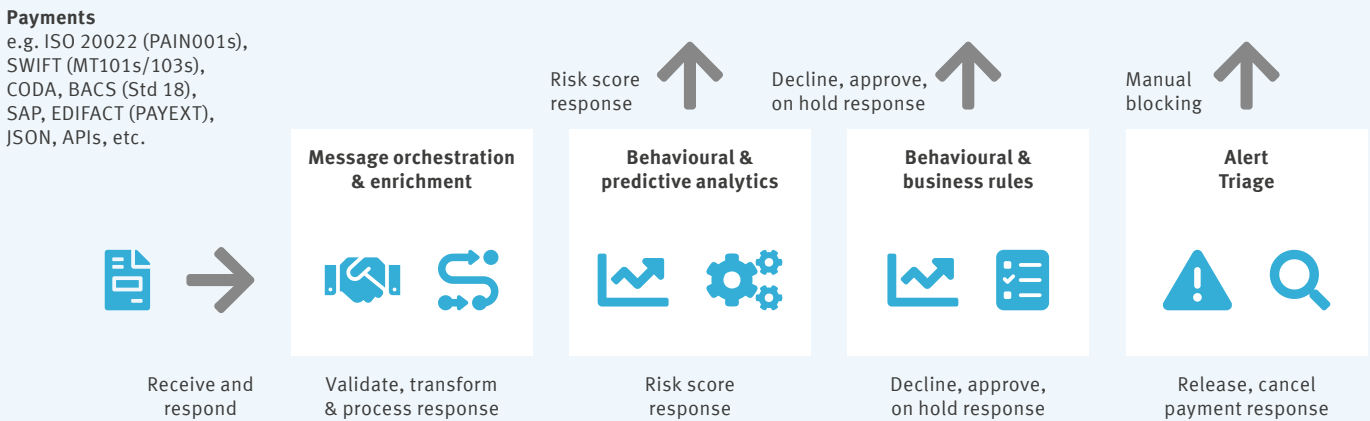 Payments
e.g. ISO 20022 (PAIN001s),
SWIFT (MT101s/103s),
CODA, BACS (Std 18),
SAP, EDIFACT (PAYEXT),
JSON, APIs, etc.
Risk score
response
Decline, approve,
on hold response
Manual
blocking
Message orchestration
& enrichment
Behavioural &
predictive analytics
Behavioural &
business rules
Alert
Triage
Receive and
respond
Validate, transform
& process response
Risk score
response
Decline, approve,
on hold response
Release, cancel
payment response